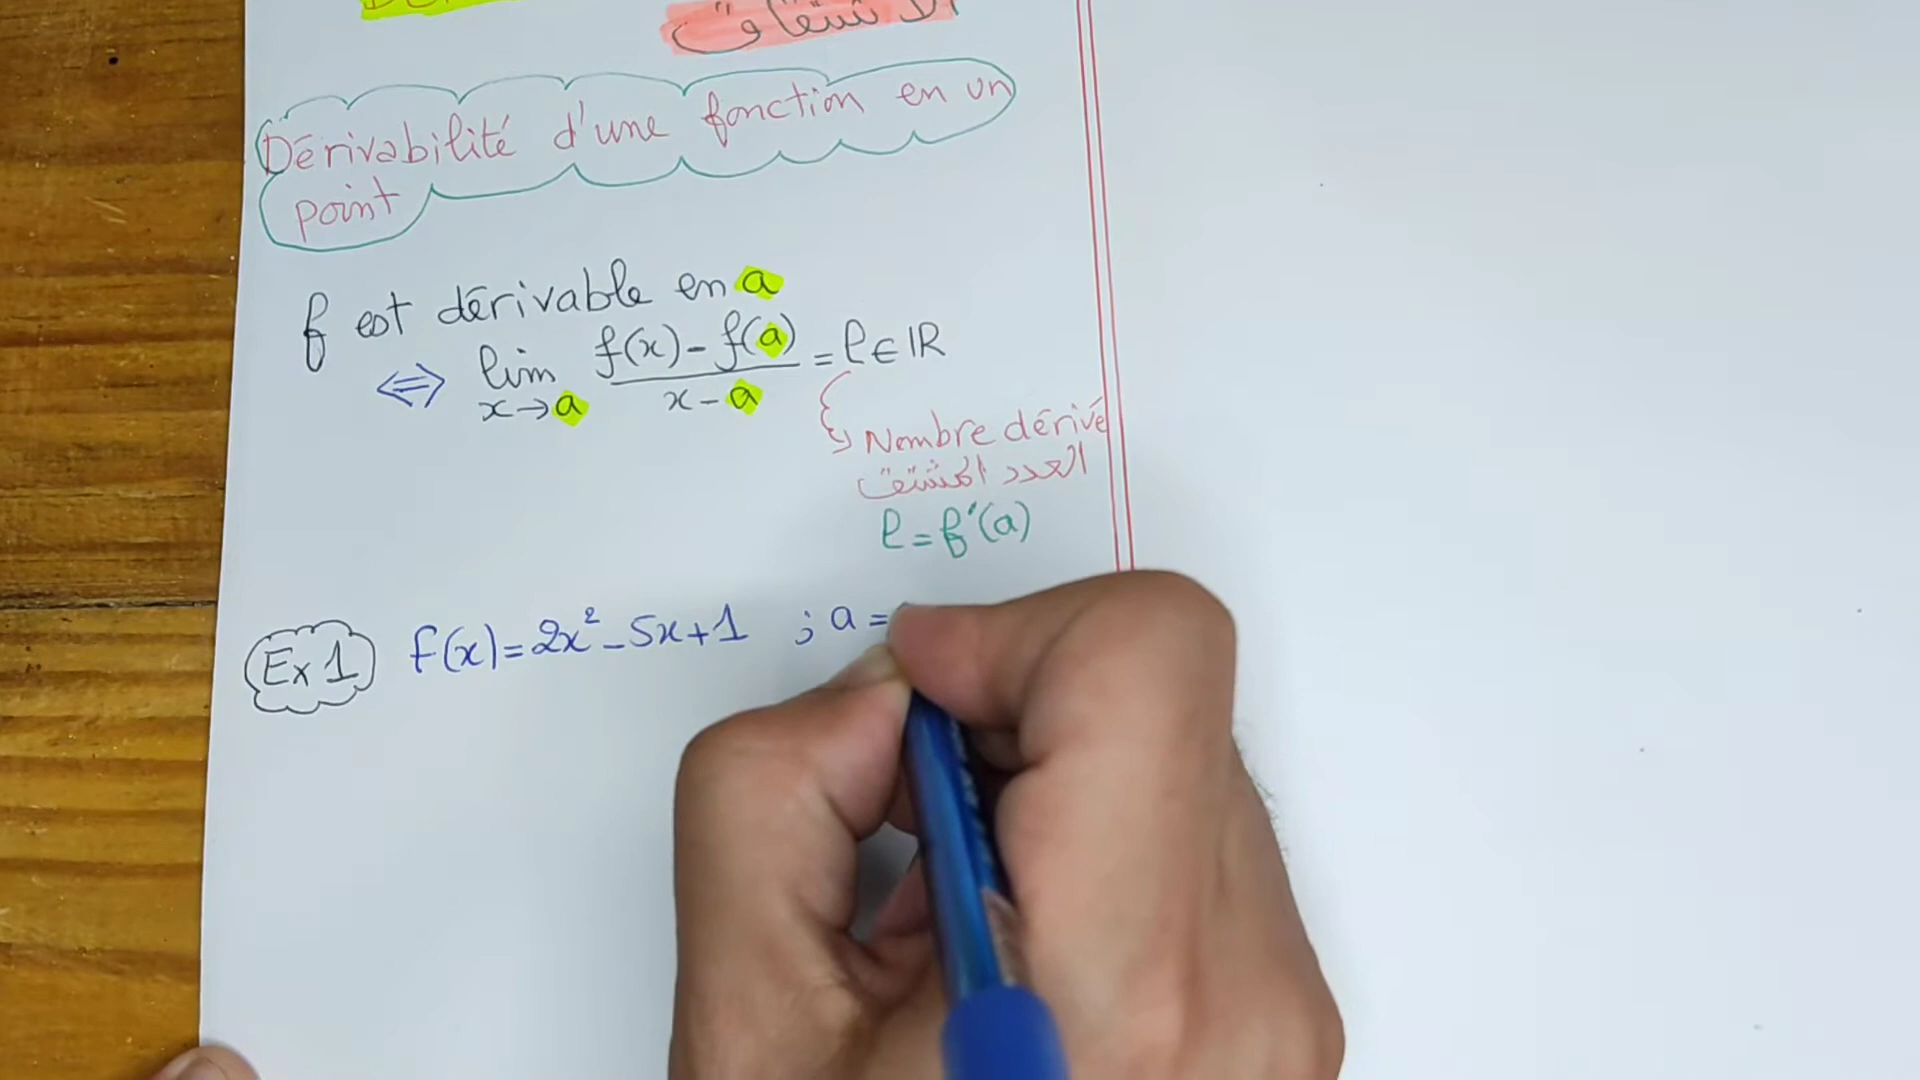 الاشتقاق
Dérivabilité d'une fonction en un
point
f est dérivable en a
⇔ lim x→a (f(x) - f(a))/(x - a) = l ∈ IR
Nombre dérivé
العدد المشتق
l = f'(a)
Ex 1 f(x) = 2x² - 5x + 1 ; a =